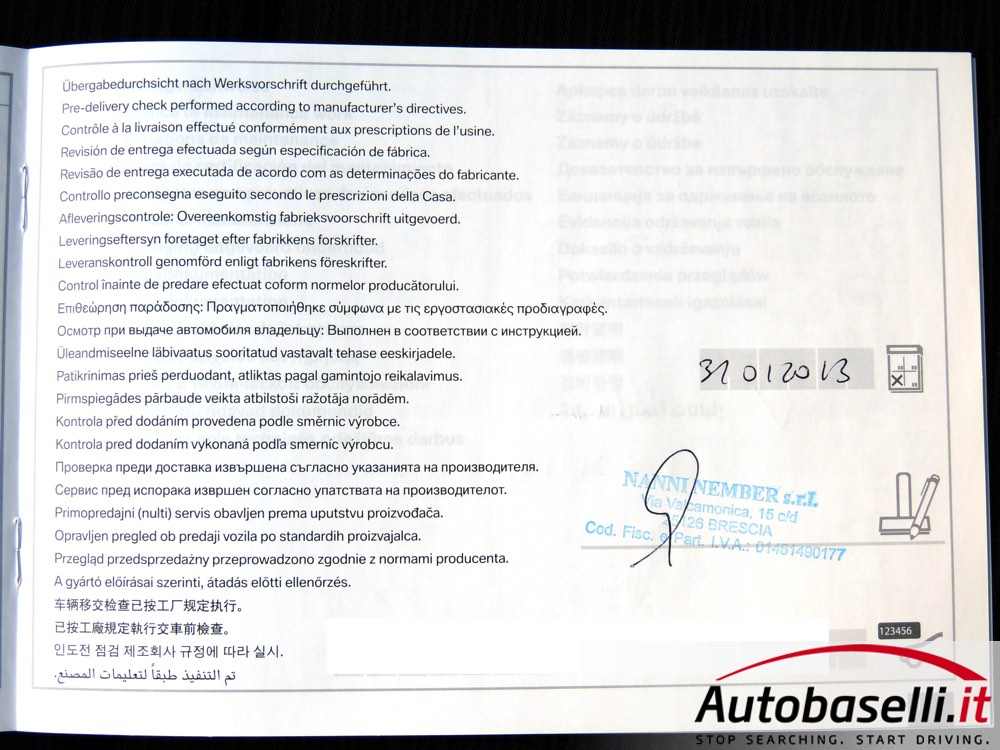 Übergabedurchsicht nach Werksvorschrift durchgeführt.
Pre-delivery check performed according to manufacturer's directives.
Contrôle à la livraison effectué conformément aux prescriptions de l'usine.
Revisión de entrega efectuada según especificación de fábrica.
Revisão de entrega executada de acordo com as determinações do fabricante.
Controllo preconsegna eseguito secondo le prescrizioni della Casa.
Afleveringscontrole: Overeenkomstig fabrieksvoorschrift uitgevoerd.
Leveringseftersyn foretaget efter fabrikkens forskrifter.
Leveranskontroll genomförd enligt fabrikens föreskrifter.
Control înainte de predare efectuat coform normelor producătorului.
Επιθεώρηση παράδοσης: Πραγματοποιήθηκε σύμφωνα με τις εργοστασιακές προδιαγραφές.
Осмотр при выдаче автомобиля владельцу: Выполнен в соответствии с инструкцией.
Üleandmiseelne läbivaatus sooritatud vastavalt tehase eeskirjadele.
Patikrinimas prieš perduodant, atliktas pagal gamintojo reikalavimus.
Pirmspiegādes pārbaude veikta atbilstoši ražotāja norādēm.
Kontrola před dodáním provedena podle směrnic výrobce.
Kontrola pred dodaním vykonaná podľa smerníc výrobcu.
Проверка преди доставка извършена съгласно указанията на производителя.
Сервис пред испорака извршен согласно упатствата на производителот.
Primopredajni (nulti) servis obavljen prema uputstvu proizvođača.
Opravljen pregled ob predaji vozila po standardih proizvajalca.
Przegląd przedsprzedażny przeprowadzono zgodnie z normami producenta.
A gyártó előírásai szerinti, átadás előtti ellenőrzés.
车辆移交检查已按工厂规定执行。
已按工廠規定執行交車前檢查。
인도전 점검 제조회사 규정에 따라 실시.
تم التنفيذ طبقاً لتعليمات المصنع.
31 01 2013
NANNI NEMBER s.r.l.
Via Valcamonica, 15 c/d
25126 BRESCIA
Cod. Fisc. e Part. I.V.A.: 01491490177
123456
Autobaselli.it
STOP SEARCHING. START DRIVING.